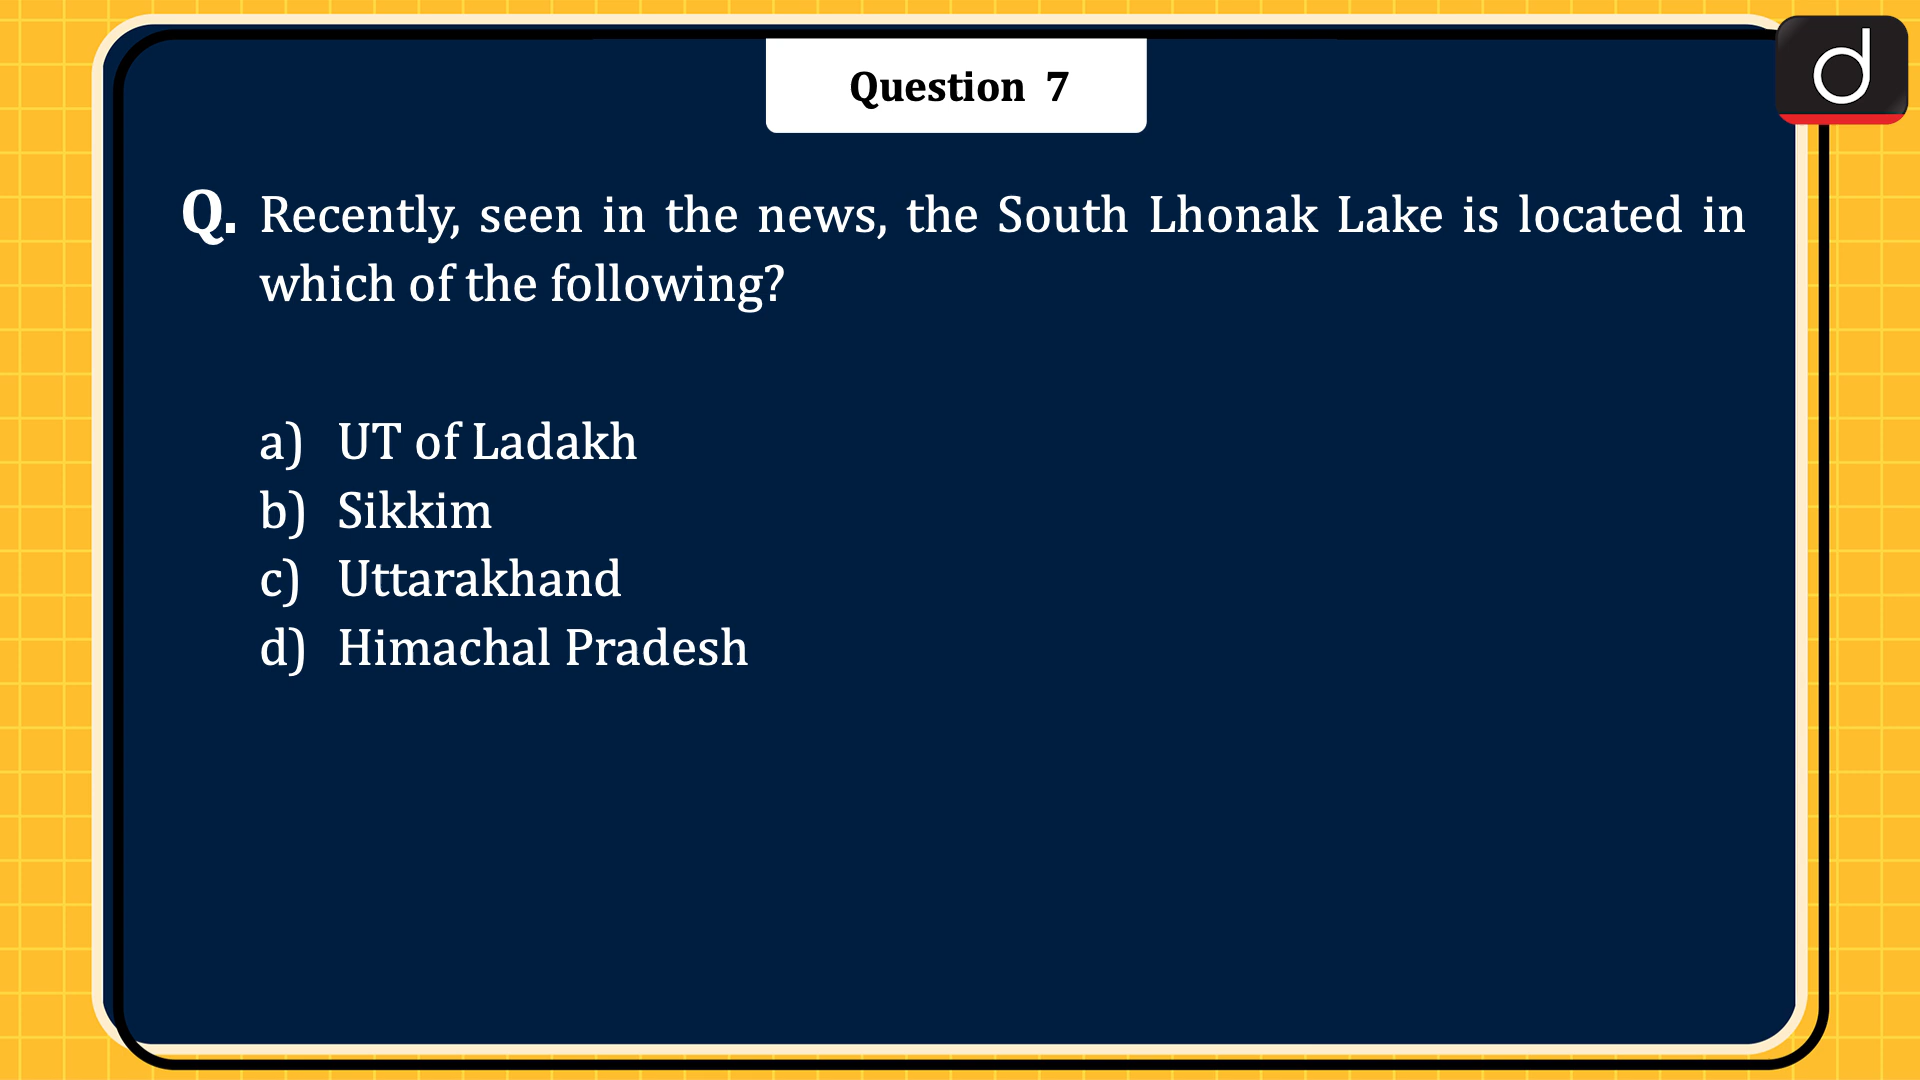 Question 7
Q. Recently, seen in the news, the South Lhonak Lake is located in
which of the following?
a) UT of Ladakh
b) Sikkim
c) Uttarakhand
d) Himachal Pradesh
d